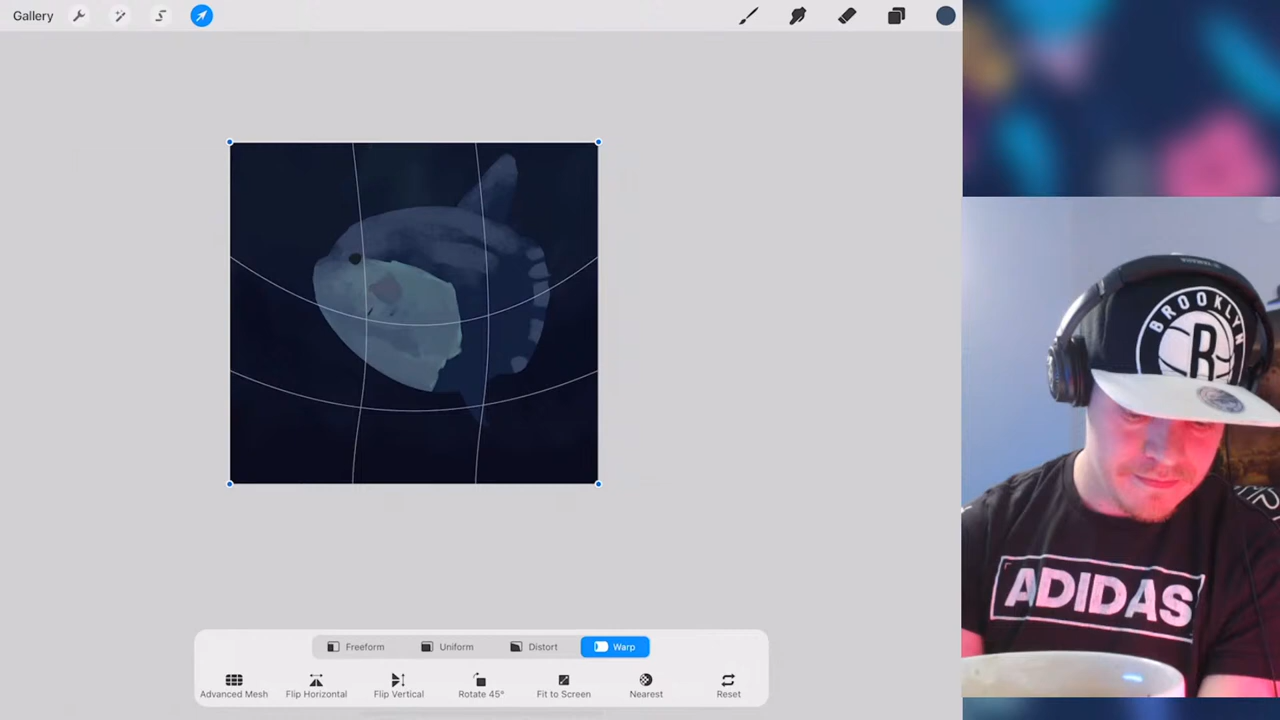 Gallery
BROOKLYN
B
ADIDAS
Freeform
Uniform
Distort
Warp
Advanced Mesh
Flip Horizontal
Flip Vertical
Rotate 45°
Fit to Screen
Nearest
Reset